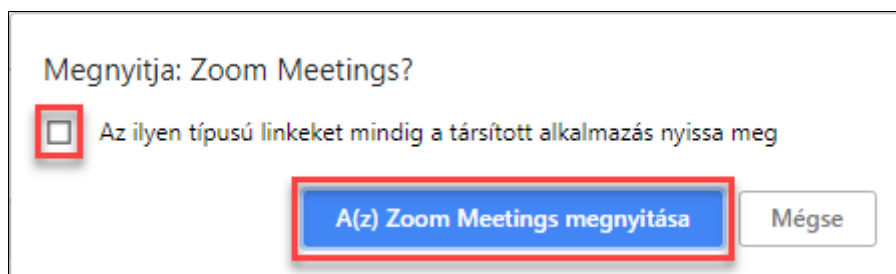 Megnyitja: Zoom Meetings?
Az ilyen típusú linkeket mindig a társított alkalmazás nyissa meg
A(z) Zoom Meetings megnyitása
Mégse